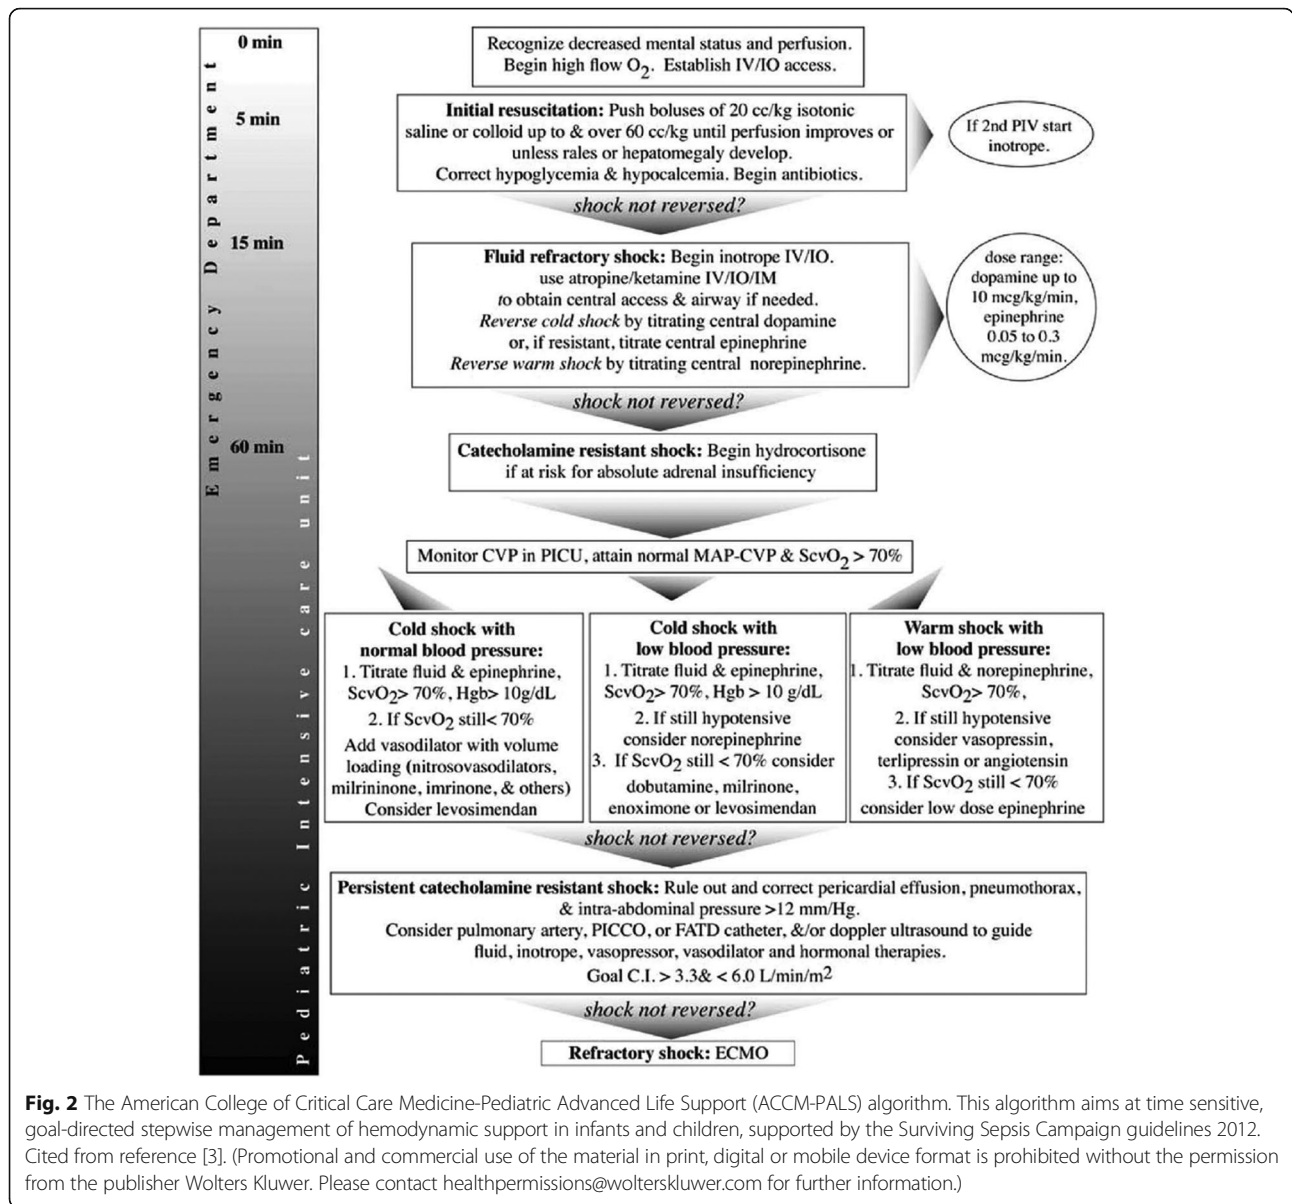 0 min
5 min
15 min
60 min
Emergency Department
Pediatric Intensive care unit
Recognize decreased mental status and perfusion.
Begin high flow O2. Establish IV/IO access.
Initial resuscitation: Push boluses of 20 cc/kg isotonic
saline or colloid up to & over 60 cc/kg until perfusion improves or
unless rales or hepatomegaly develop.
Correct hypoglycemia & hypocalcemia. Begin antibiotics.
If 2nd PIV start
inotrope.
shock not reversed?
Fluid refractory shock: Begin inotrope IV/IO.
use atropine/ketamine IV/IO/IM
to obtain central access & airway if needed.
Reverse cold shock by titrating central dopamine
or, if resistant, titrate central epinephrine
Reverse warm shock by titrating central norepinephrine.
dose range:
dopamine up to
10 mcg/kg/min,
epinephrine
0.05 to 0.3
mcg/kg/min.
shock not reversed?
Catecholamine resistant shock: Begin hydrocortisone
if at risk for absolute adrenal insufficiency
Monitor CVP in PICU, attain normal MAP-CVP & ScvO2 > 70%
Cold shock with
normal blood pressure:
1. Titrate fluid & epinephrine,
ScvO2> 70%, Hgb> 10g/dL
2. If ScvO2 still< 70%
Add vasodilator with volume
loading (nitrosovasodilators,
milrininone, imrinone, & others)
Consider levosimendan
Cold shock with
low blood pressure:
1. Titrate fluid & epinephrine,
ScvO2> 70%, Hgb > 10 g/dL
2. If still hypotensive
consider norepinephrine
3. If ScvO2 still < 70% consider
dobutamine, milrinone,
enoximone or levosimendan
Warm shock with
low blood pressure:
1. Titrate fluid & norepinephrine,
ScvO2> 70%,
2. If still hypotensive
consider vasopressin,
terlipressin or angiotensin
3. If ScvO2 still < 70%
consider low dose epinephrine
shock not reversed?
Persistent catecholamine resistant shock: Rule out and correct pericardial effusion, pneumothorax,
& intra-abdominal pressure >12 mm/Hg.
Consider pulmonary artery, PICCO, or FATD catheter, &/or doppler ultrasound to guide
fluid, inotrope, vasopressor, vasodilator and hormonal therapies.
Goal C.I. > 3.3& < 6.0 L/min/m2
shock not reversed?
Refractory shock: ECMO
Fig. 2 The American College of Critical Care Medicine-Pediatric Advanced Life Support (ACCM-PALS) algorithm. This algorithm aims at time sensitive,
goal-directed stepwise management of hemodynamic support in infants and children, supported by the Surviving Sepsis Campaign guidelines 2012.
Cited from reference [3]. (Promotional and commercial use of the material in print, digital or mobile device format is prohibited without the permission
from the publisher Wolters Kluwer. Please contact healthpermissions@wolterskluwer.com for further information.)